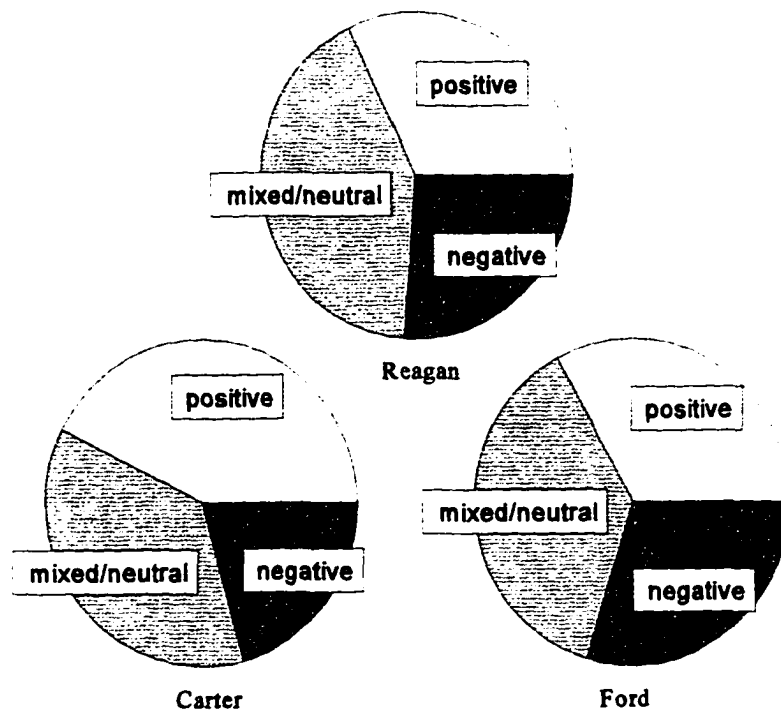 positive
mixed/neutral
negative
Reagan
positive
mixed/neutral
negative
Carter
positive
mixed/neutral
negative
Ford